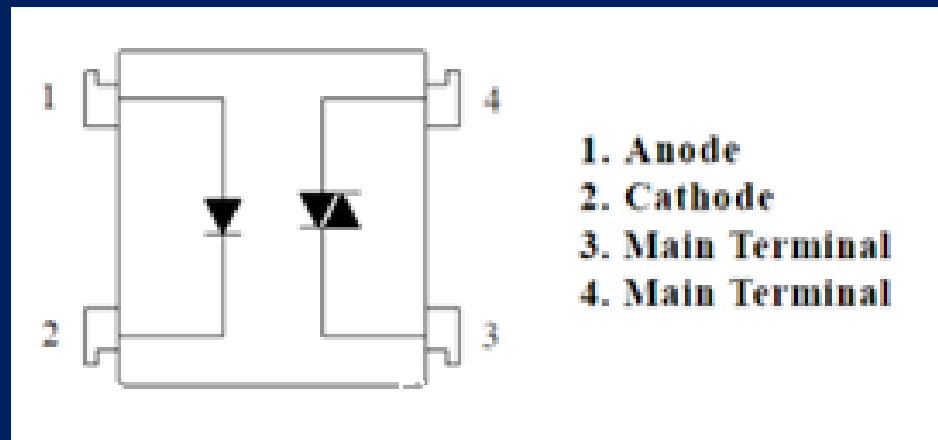 1
4
1. Anode
2. Cathode
3. Main Terminal
4. Main Terminal
2
3